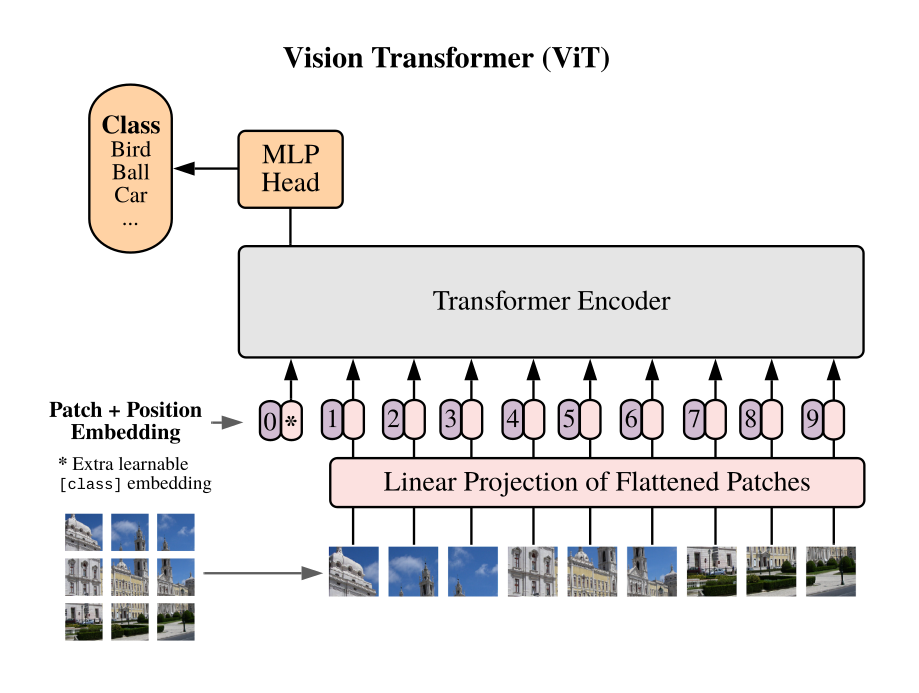 Vision Transformer (ViT)
Class
Bird
Ball
Car
...
MLP
Head
Transformer Encoder
Patch + Position
Embedding
0 * 1 2 3 4 5 6 7 8 9
* Extra learnable
[class] embedding
Linear Projection of Flattened Patches